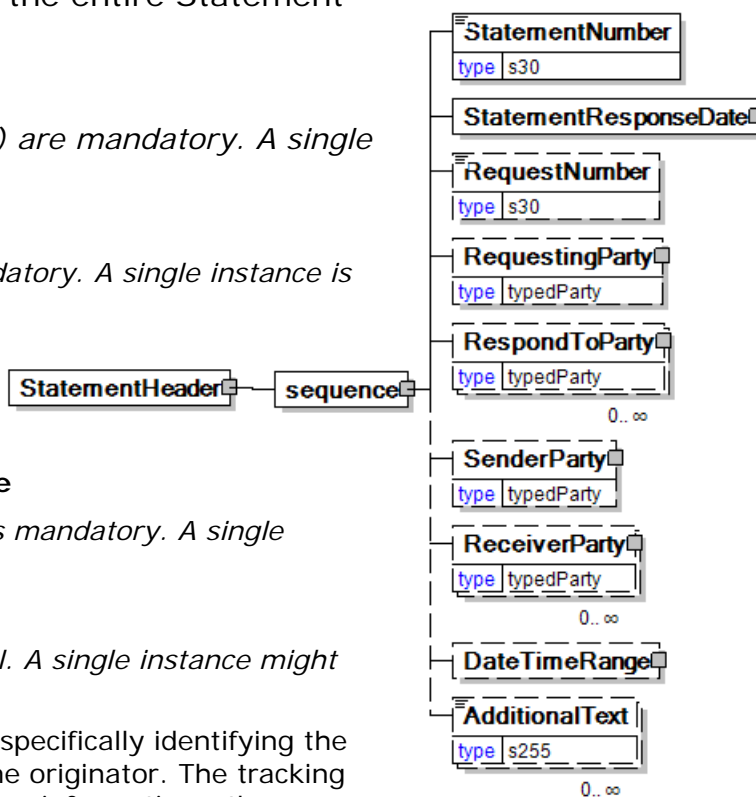 the entire Statement
) are mandatory. A single
datory. A single instance is
e
s mandatory. A single
l. A single instance might
specifically identifying the
e originator. The tracking
StatementHeader
sequence
StatementNumber
type s30
StatementResponseDate
RequestNumber
type s30
RequestingParty
type typedParty
RespondToParty
type typedParty
0..∞
SenderParty
type typedParty
ReceiverParty
type typedParty
0..∞
DateTimeRange
AdditionalText
type s255
0..∞